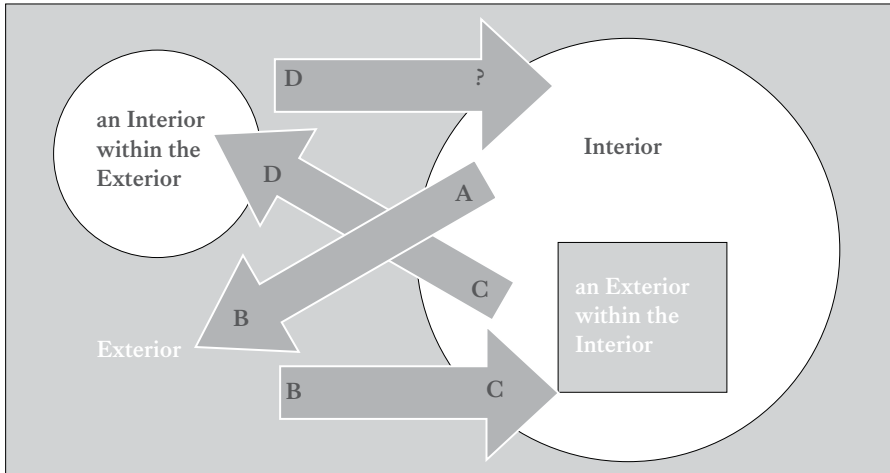 D ?
an Interior
within the
Exterior
Interior
D
A
C
an Exterior
within the
Interior
B
Exterior
B C